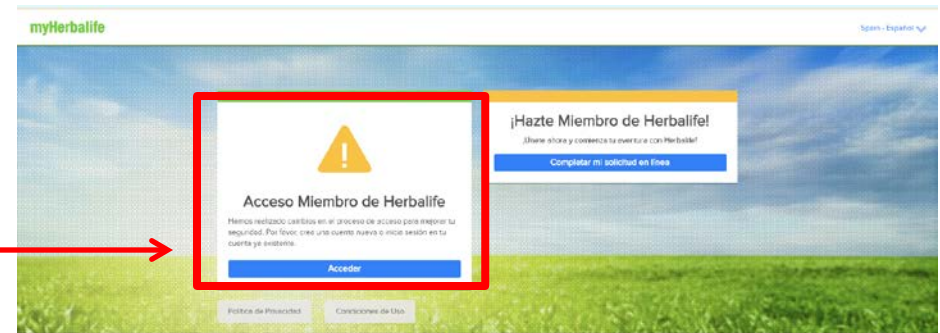 myHerbalife
Spain - Español
¡Hazte Miembro de Herbalife!
¡Únete ahora y comienza tu aventura con Herbalife!
Completar mi solicitud en línea
Acceso Miembro de Herbalife
Hemos realizado cambios en el proceso de acceso para mejorar tu
seguridad. Por favor, crea una cuenta nueva o inicia sesión en tu
cuenta ya existente.
Acceder
Política de Privacidad
Condiciones de Uso